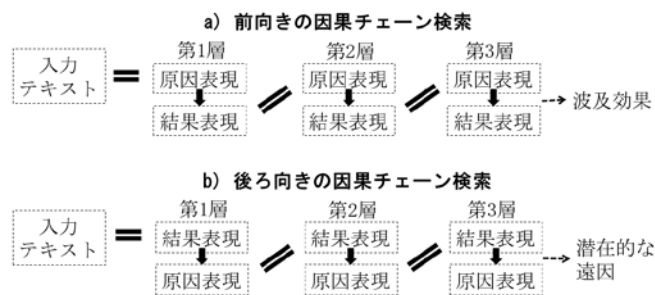 a) 前向きの因果チェーン検索
第1層 第2層 第3層
入力
テキスト
原因表現 原因表現 原因表現
結果表現 結果表現 結果表現
波及効果
b) 後ろ向きの因果チェーン検索
第1層 第2層 第3層
入力
テキスト
結果表現 結果表現 結果表現
原因表現 原因表現 原因表現
潜在的な
遠因